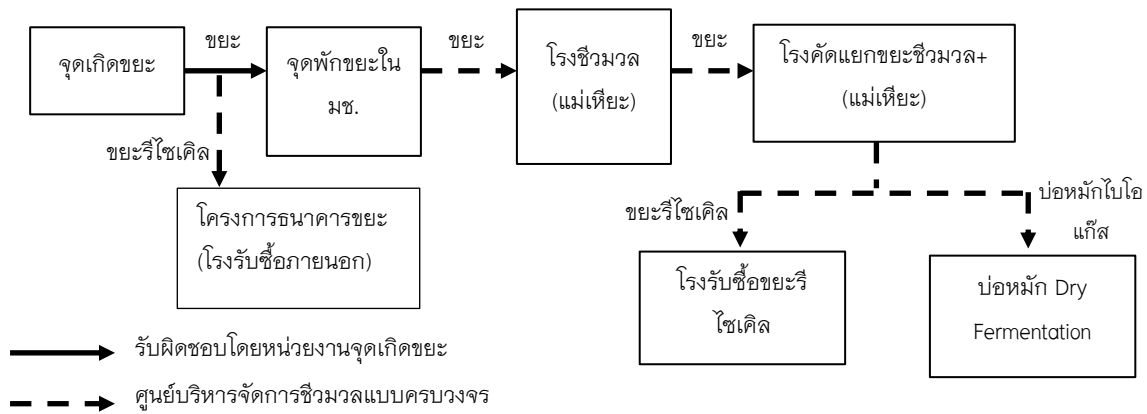 ขยะ
ขยะ
ขยะ
จุดเกิดขยะ
จุดพักขยะใน
มช.
โรงชีวมวล
(แม่เหียะ)
โรงคัดแยกขยะชีวมวล+
(แม่เหียะ)
ขยะรีไซเคิล
โครงการธนาคารขยะ
(โรงรับซื้อภายนอก)
ขยะรีไซเคิล
บ่อหมักไบโอ
แก๊ส
โรงรับซื้อขยะรี
ไซเคิล
บ่อหมัก Dry
Fermentation
รับผิดชอบโดยหน่วยงานจุดเกิดขยะ
ศูนย์บริหารจัดการชีวมวลแบบครบวงจร